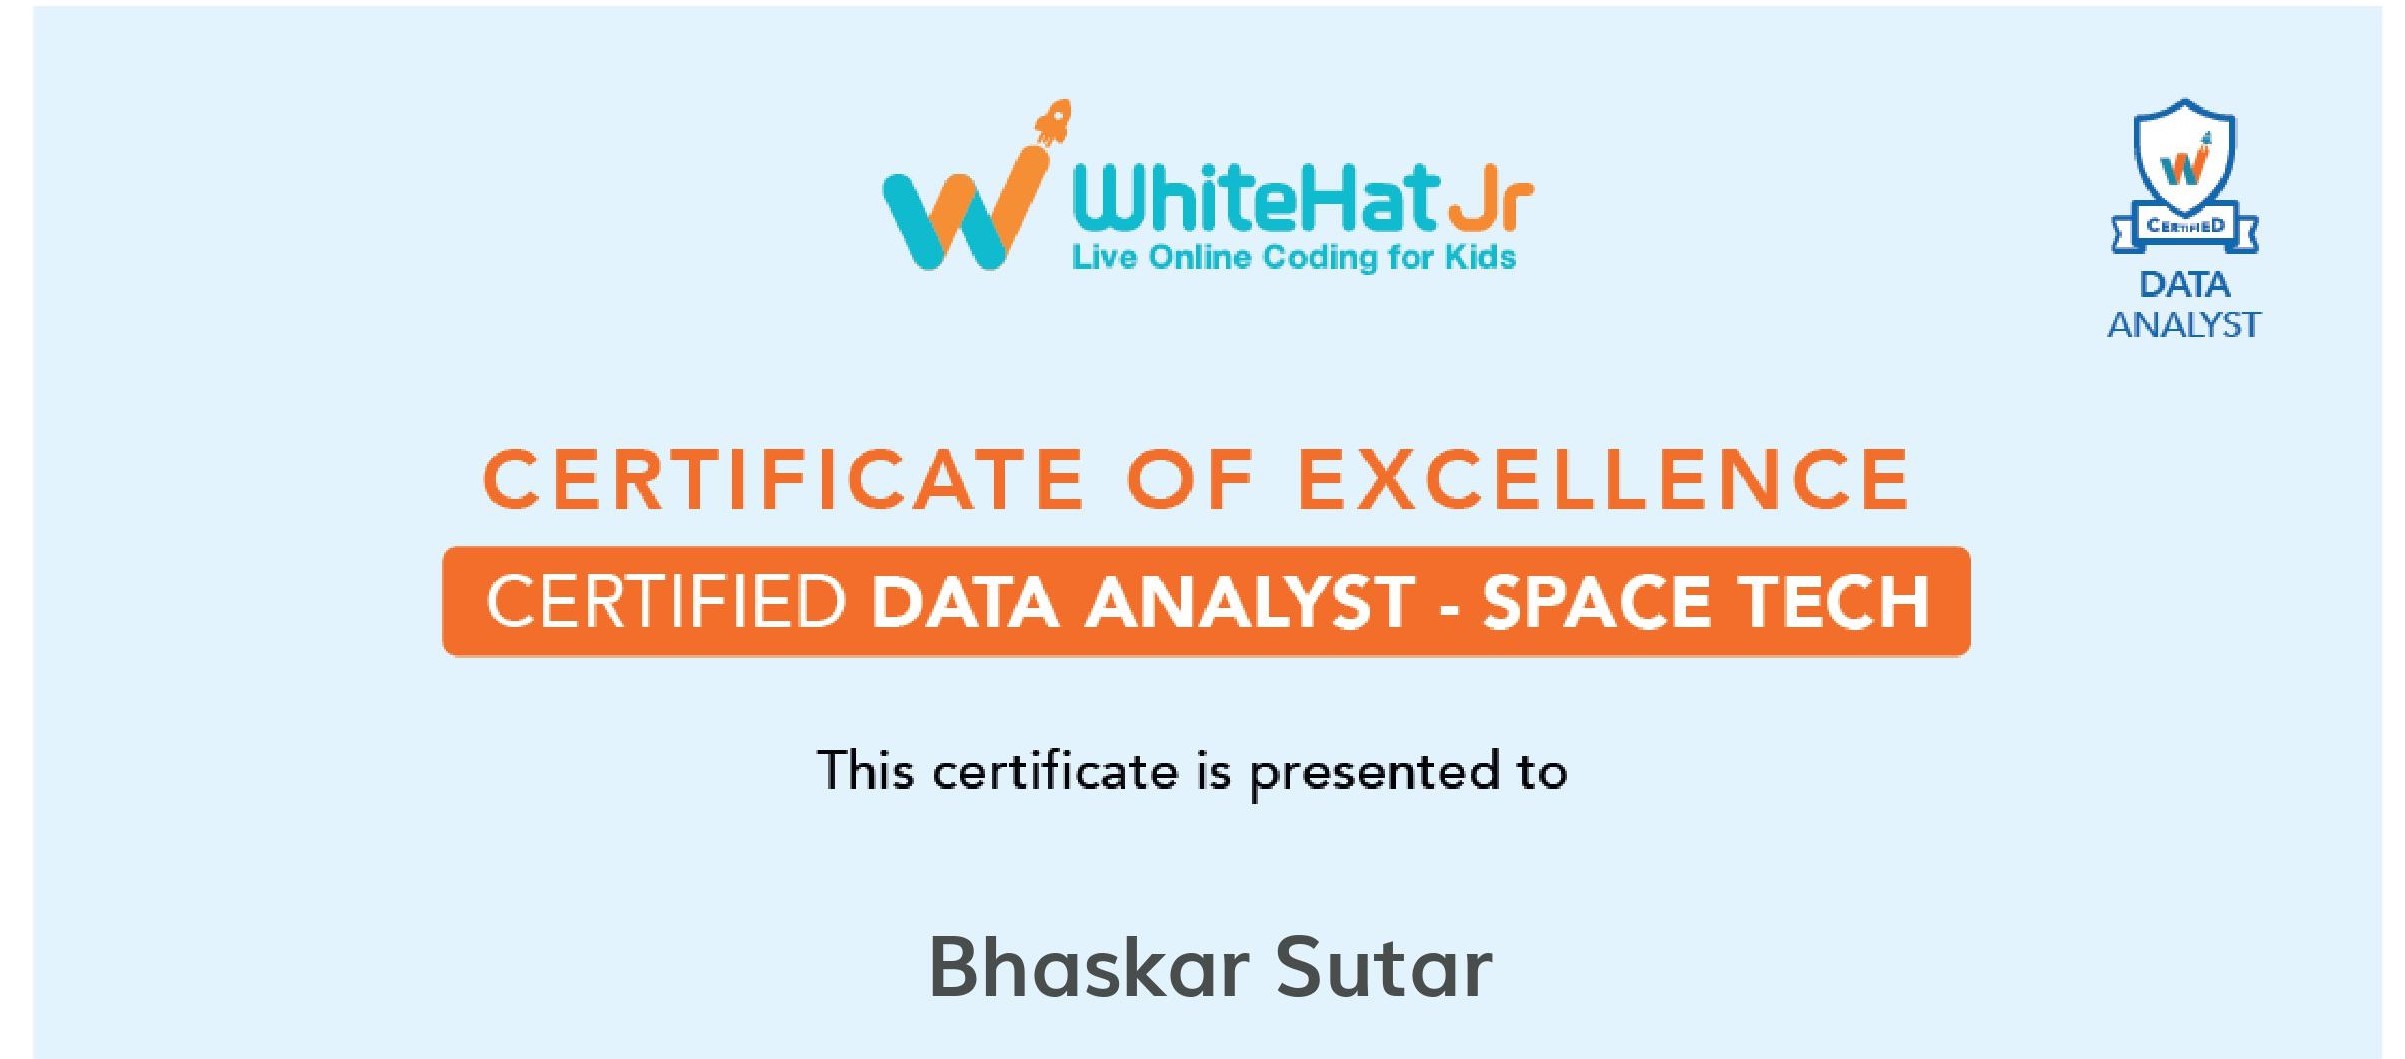 WhiteHat Jr
Live Online Coding for Kids
W
CERTIFIED
DATA
ANALYST
CERTIFICATE OF EXCELLENCE
CERTIFIED DATA ANALYST - SPACE TECH
This certificate is presented to
Bhaskar Sutar